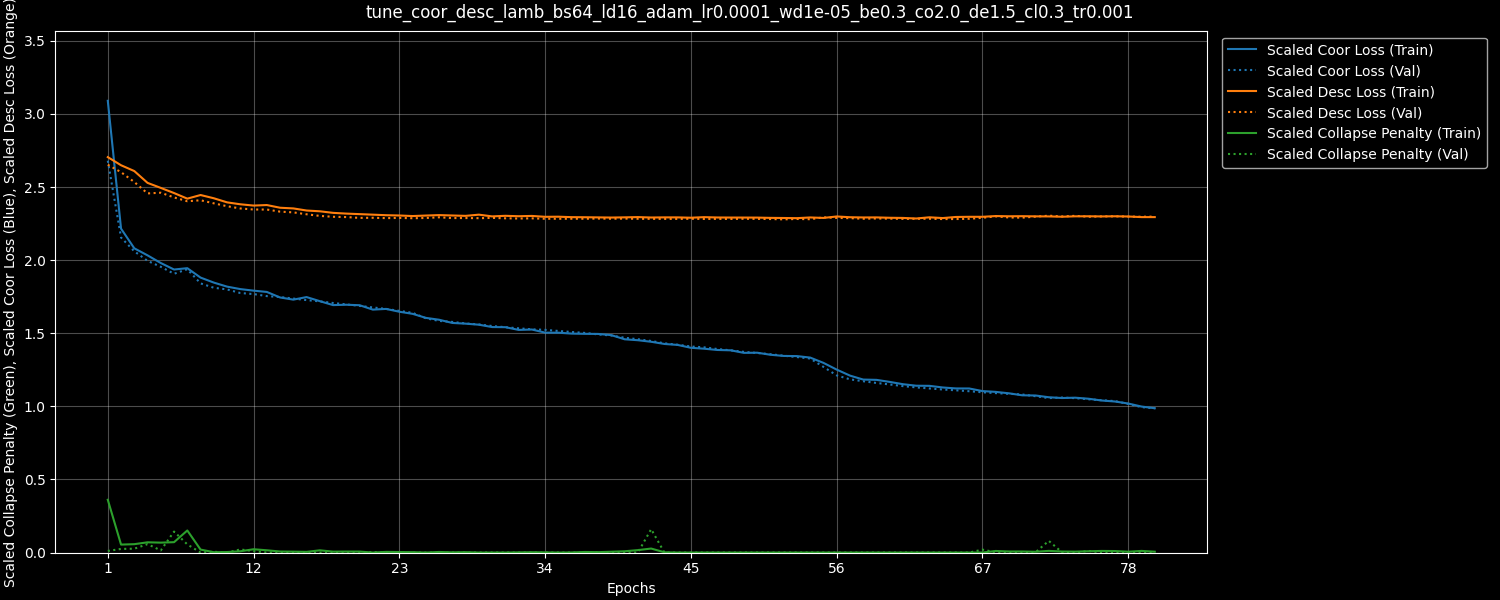 tune_coor_desc_lamb_bs64_ld16_adam_lr0.0001_wd1e-05_be0.3_co2.0_de1.5_cl0.3_tr0.001
Scaled Collapse Penalty (Green), Scaled Coor Loss (Blue), Scaled Desc Loss (Orange)
3.5
3.0
2.5
2.0
1.5
1.0
0.5
0.0
1 12 23 34 45 56 67 78
Epochs
Scaled Coor Loss (Train)
Scaled Coor Loss (Val)
Scaled Desc Loss (Train)
Scaled Desc Loss (Val)
Scaled Collapse Penalty (Train)
Scaled Collapse Penalty (Val)